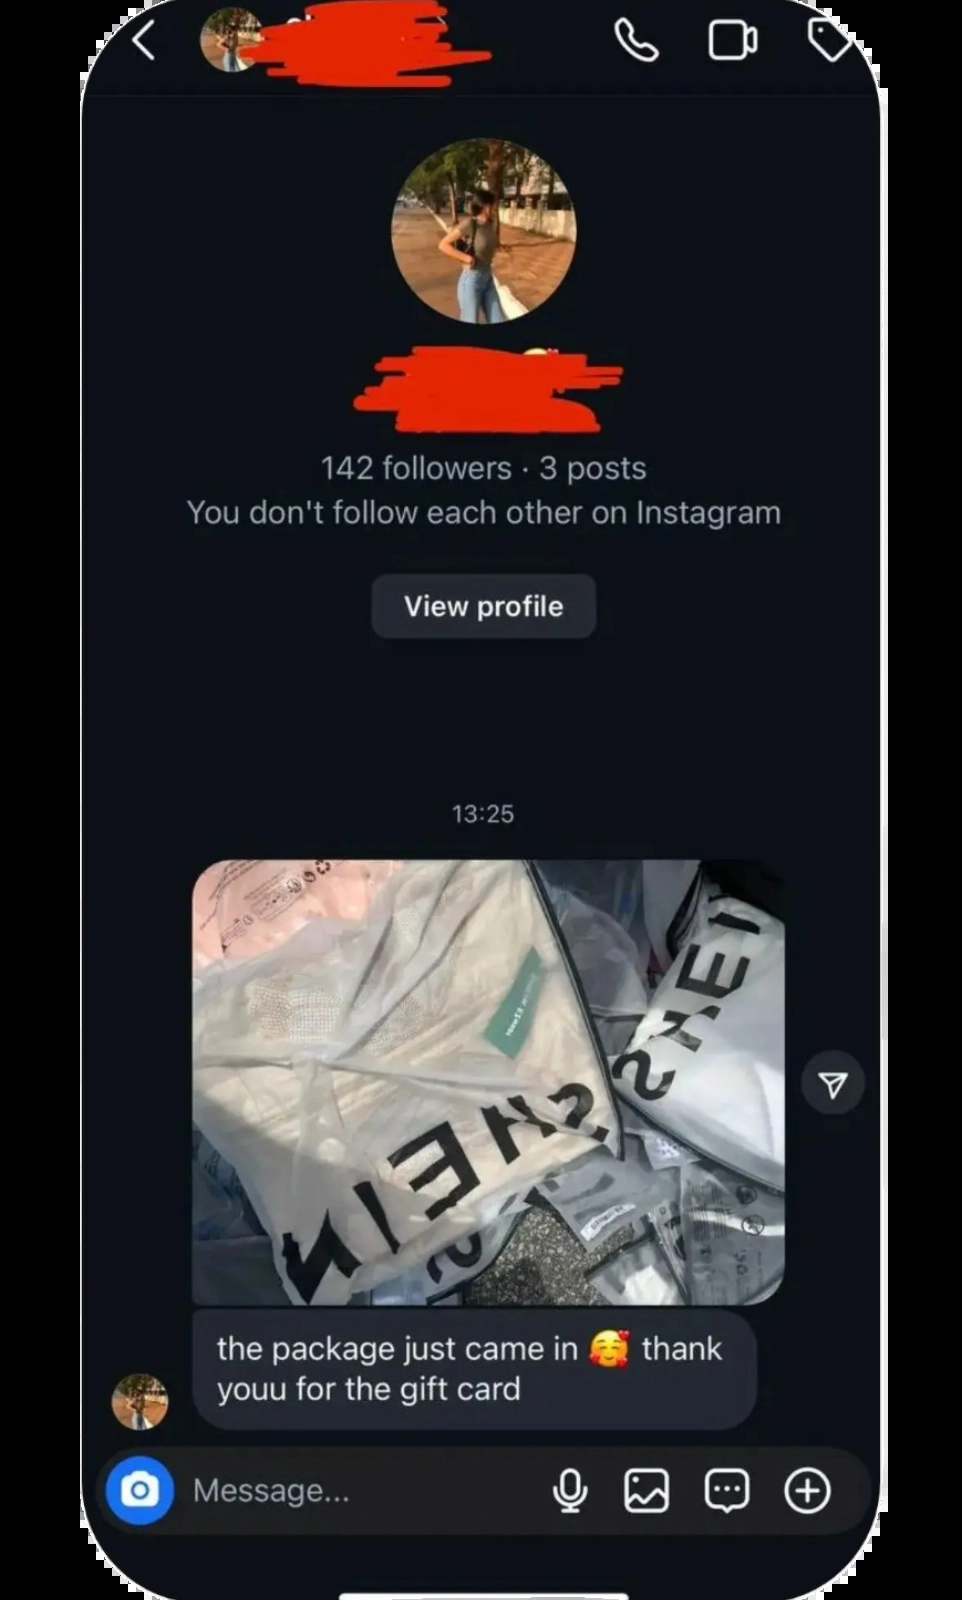 142 followers · 3 posts
You don't follow each other on Instagram
View profile
13:25
SHEIN
SHEI
the package just came in 🥰 thank
youu for the gift card
Message...